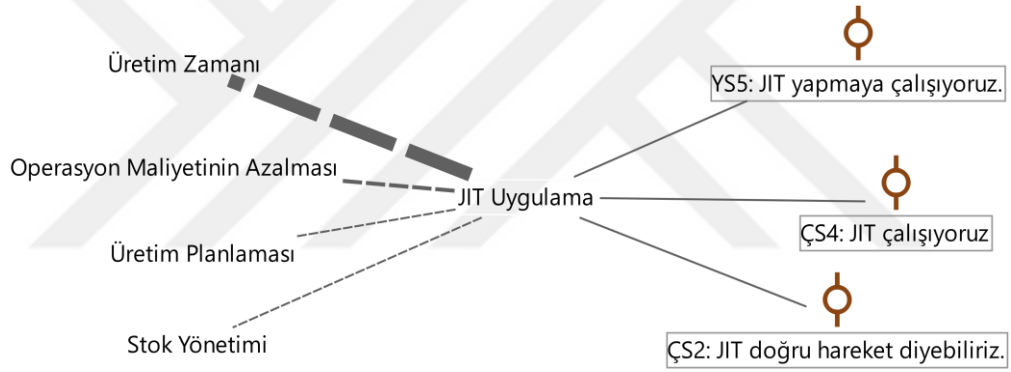 Üretim Zamanı
Operasyon Maliyetinin Azalması
Üretim Planlaması
Stok Yönetimi
JIT Uygulama
YS5: JIT yapmaya çalışıyoruz.
ÇS4: JIT çalışıyoruz
ÇS2: JIT doğru hareket diyebiliriz.